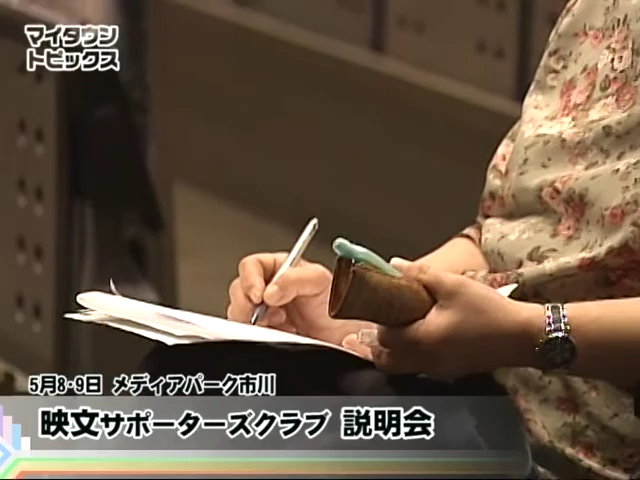 マイタウン
トピックス
5月8・9日 メディアパーク市川
映文サポーターズクラブ 説明会